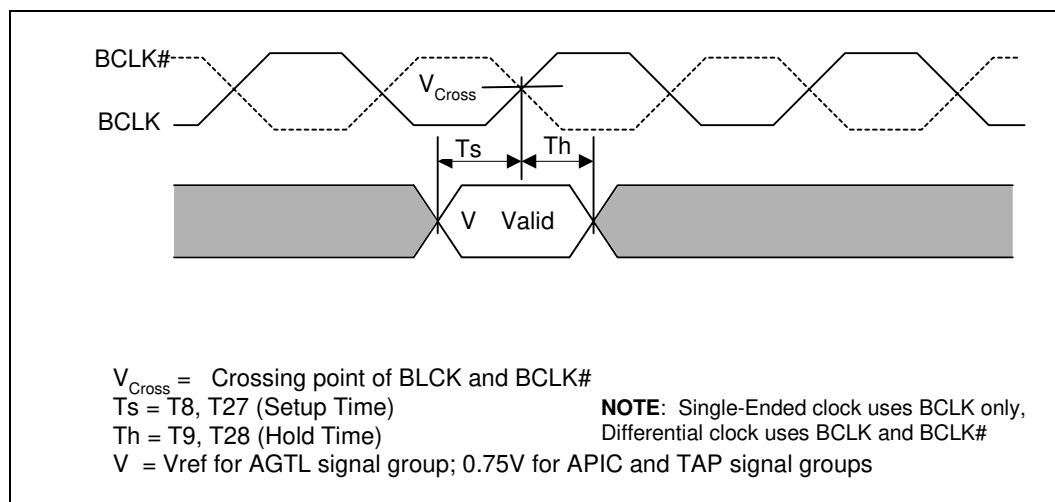 BCLK#
V_Cross
BCLK
Ts Th
V Valid
V_Cross = Crossing point of BLCK and BCLK#
Ts = T8, T27 (Setup Time)
Th = T9, T28 (Hold Time)
NOTE: Single-Ended clock uses BCLK only,
Differential clock uses BCLK and BCLK#
V = Vref for AGTL signal group; 0.75V for APIC and TAP signal groups